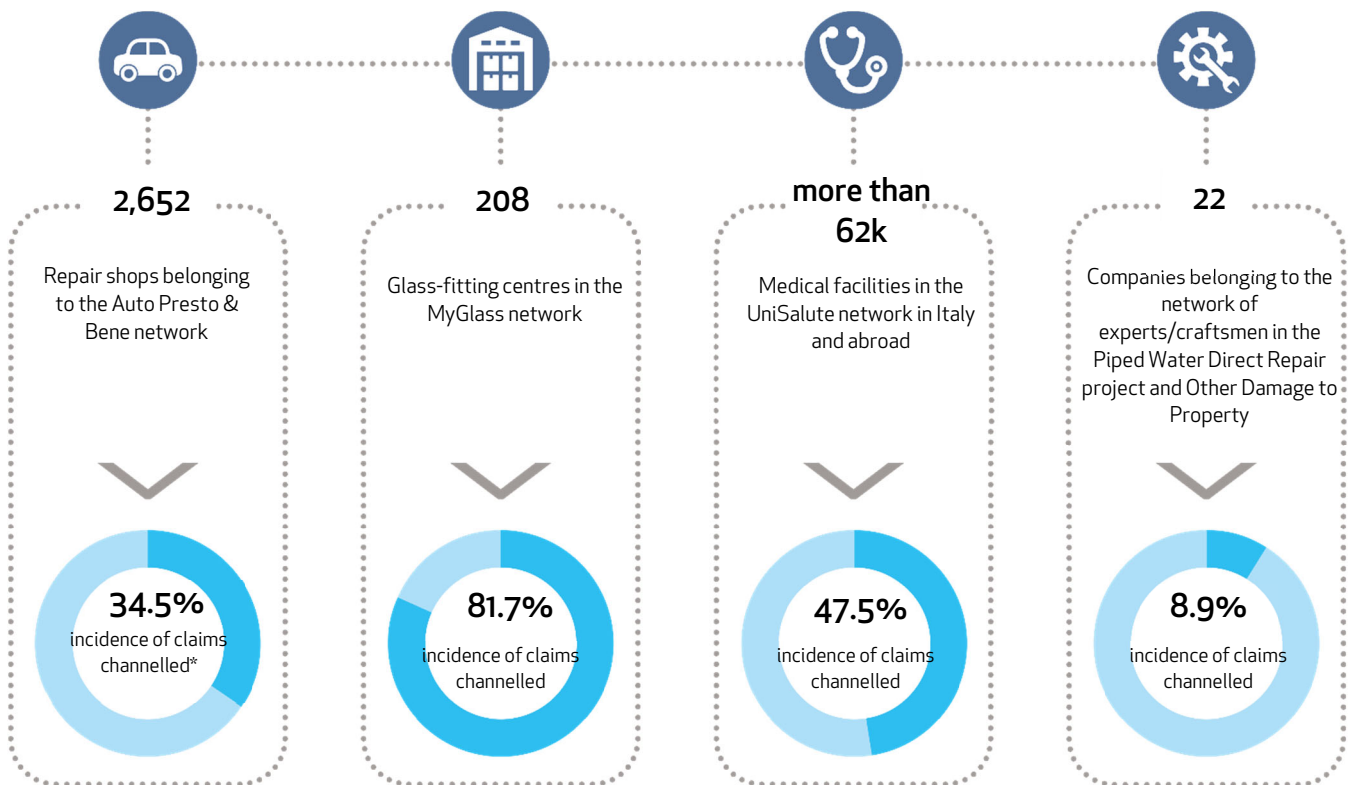 2,652
Repair shops belonging
to the Auto Presto &
Bene network
34.5%
incidence of claims
channelled*
208
Glass-fitting centres in the
MyGlass network
81.7%
incidence of claims
channelled
more than
62k
Medical facilities in the
UniSalute network in Italy
and abroad
47.5%
incidence of claims
channelled
22
Companies belonging to the
network of
experts/craftsmen in the
Piped Water Direct Repair
project and Other Damage to
Property
8.9%
incidence of claims
channelled